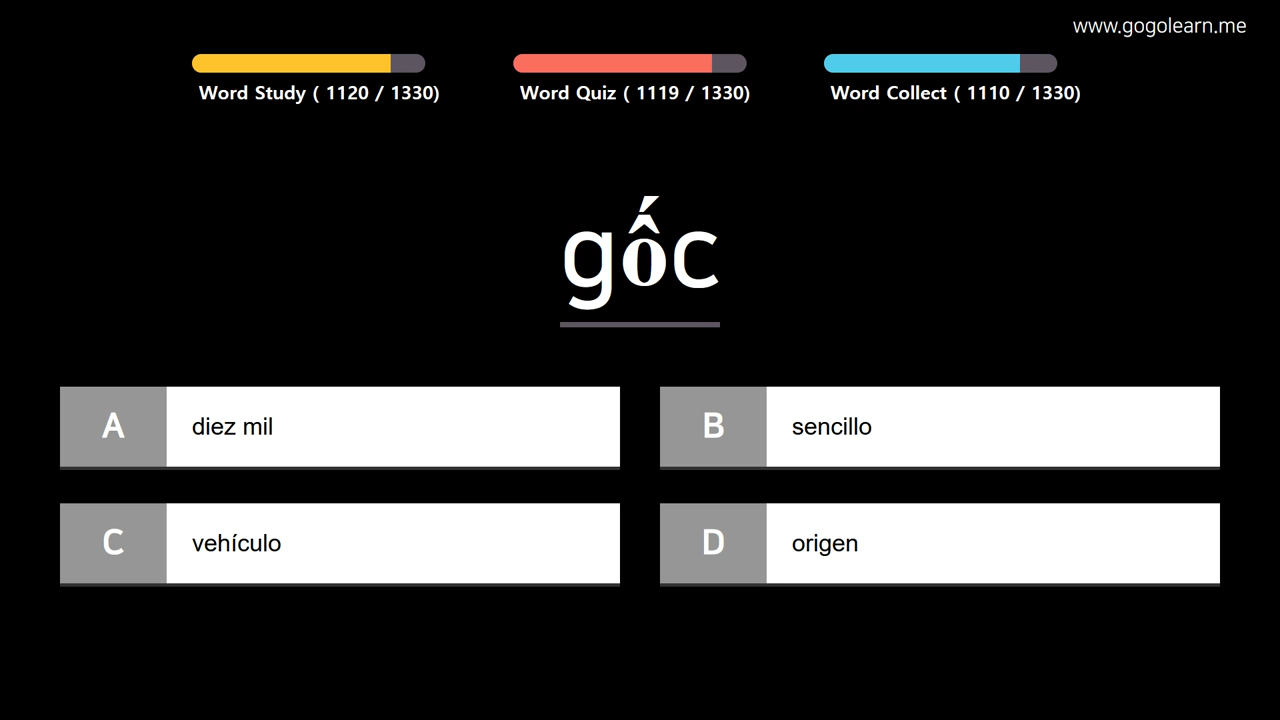 www.gogolearn.me
Word Study ( 1120 / 1330)
Word Quiz ( 1119 / 1330)
Word Collect ( 1110 / 1330)
gốc
A diez mil
B sencillo
C vehículo
D origen